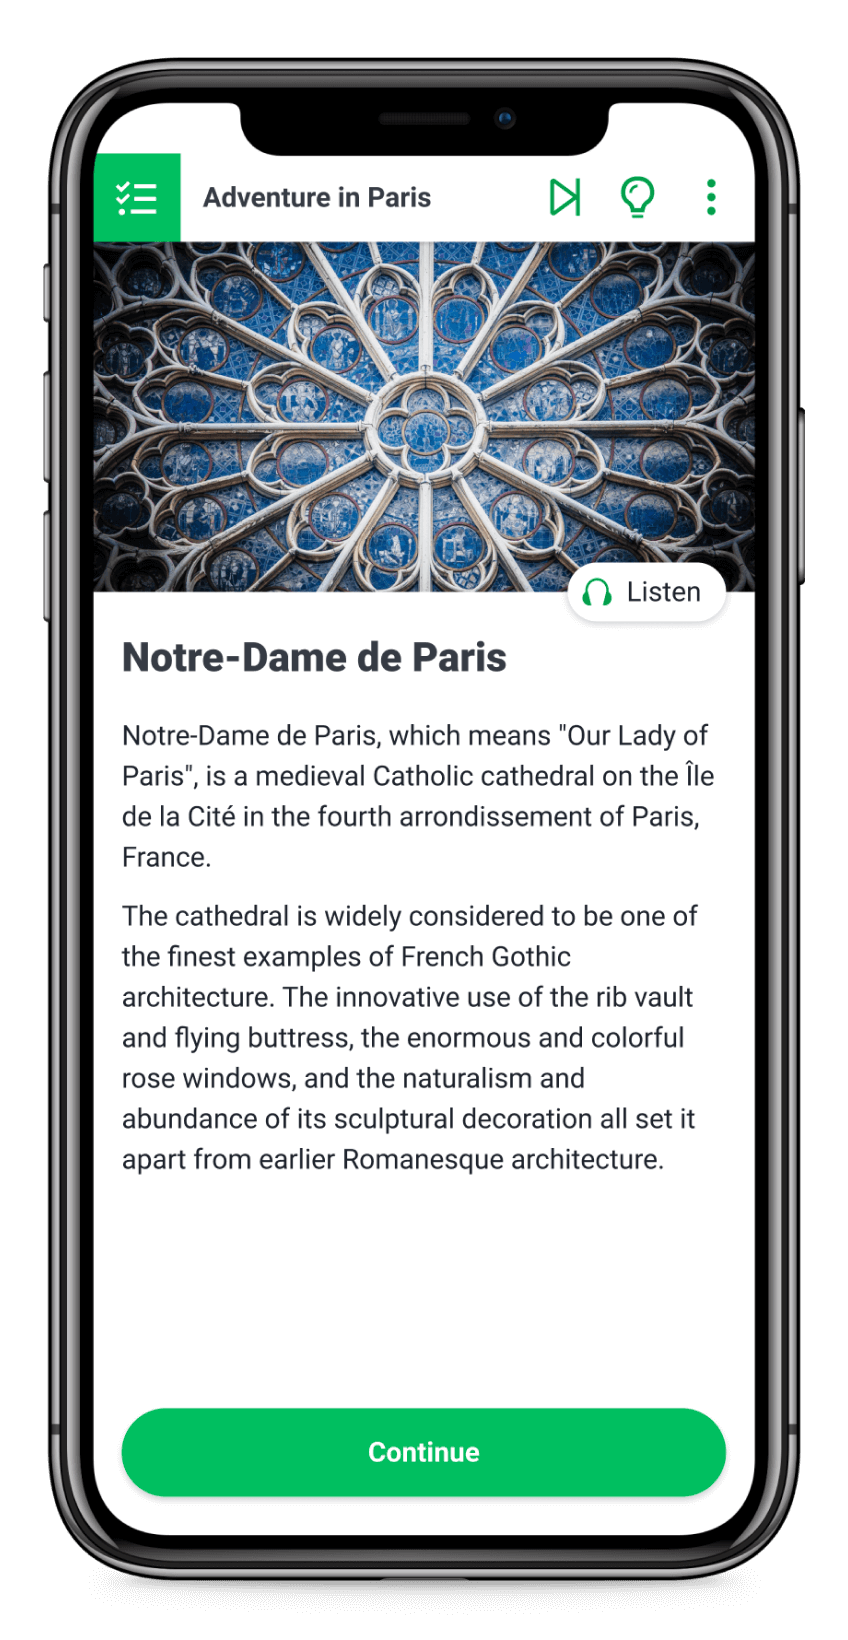 Adventure in Paris
Listen
Notre-Dame de Paris
Notre-Dame de Paris, which means "Our Lady of
Paris", is a medieval Catholic cathedral on the Île
de la Cité in the fourth arrondissement of Paris,
France.
The cathedral is widely considered to be one of
the finest examples of French Gothic
architecture. The innovative use of the rib vault
and flying buttress, the enormous and colorful
rose windows, and the naturalism and
abundance of its sculptural decoration all set it
apart from earlier Romanesque architecture.
Continue